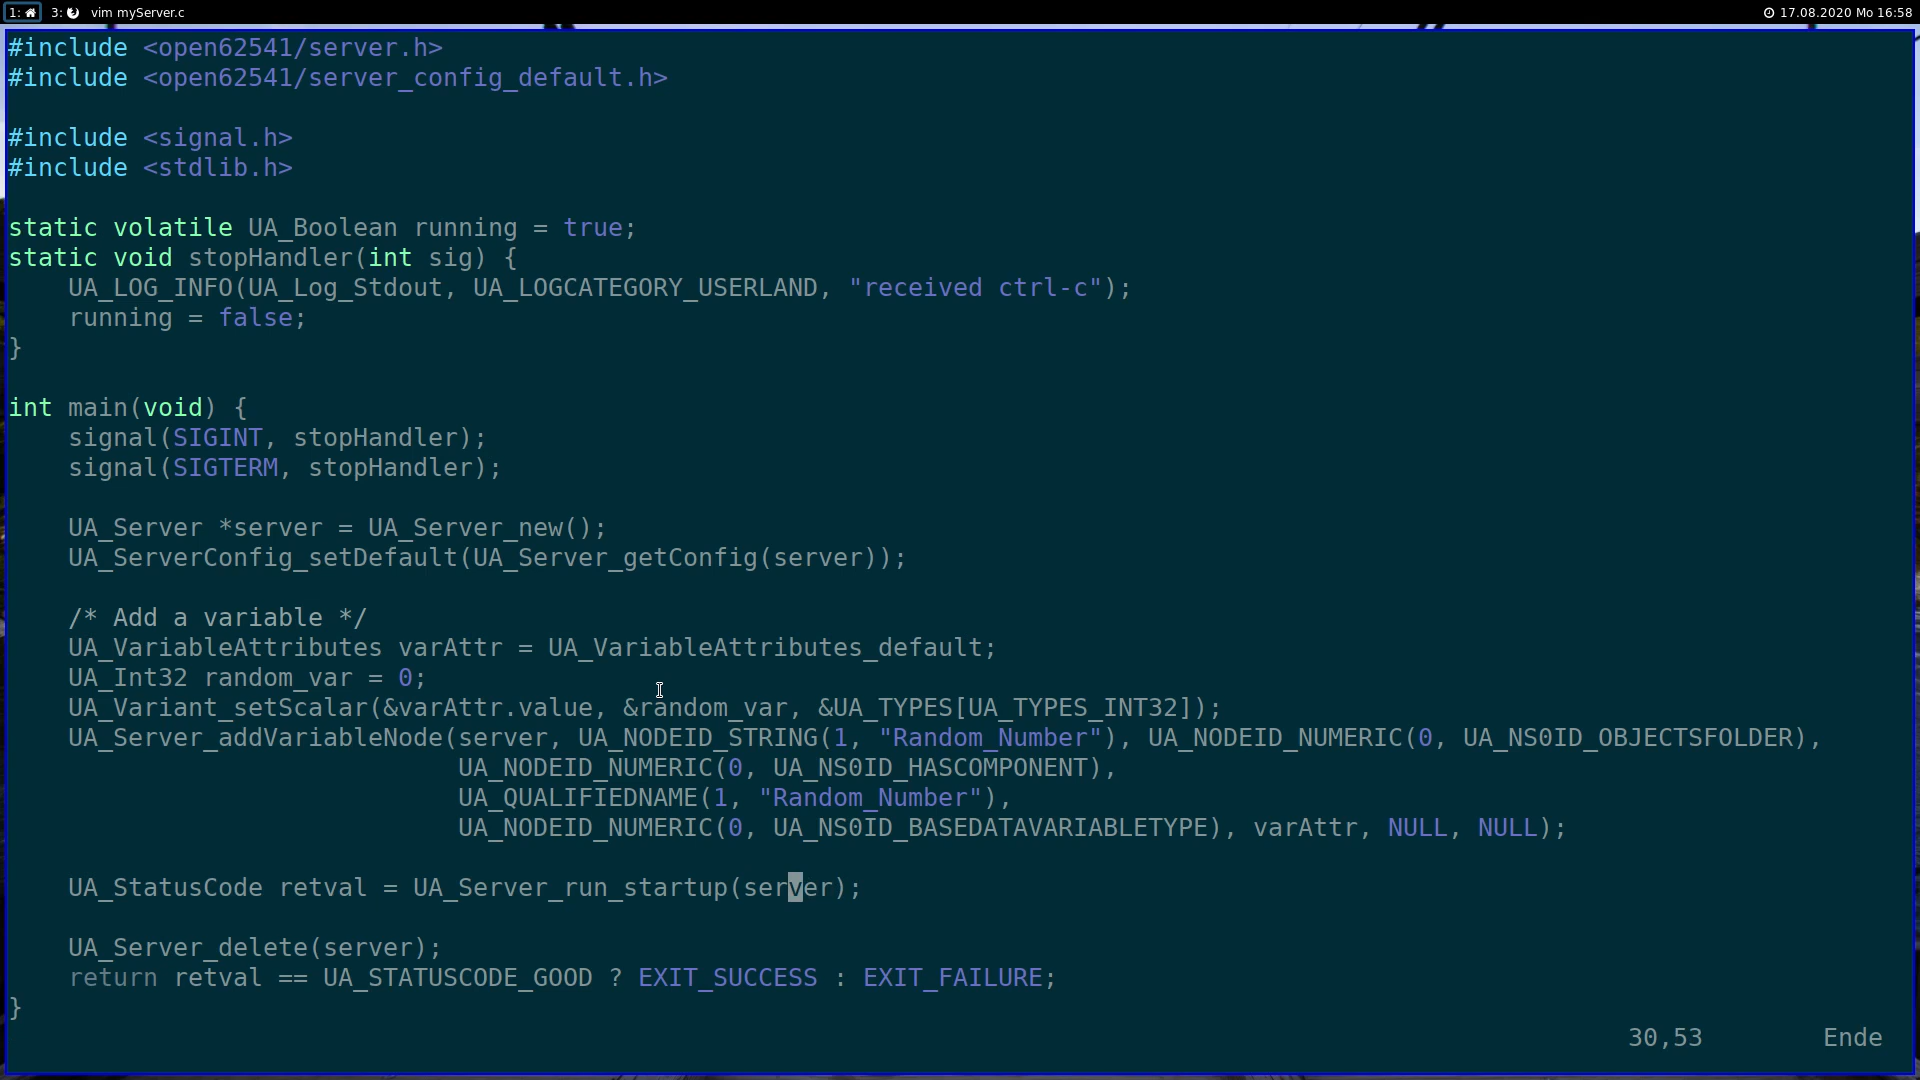 1: 3: vim myServer.c 17.08.2020 Mo 16:58
#include <open62541/server.h>
#include <open62541/server_config_default.h>

#include <signal.h>
#include <stdlib.h>

static volatile UA_Boolean running = true;
static void stopHandler(int sig) {
    UA_LOG_INFO(UA_Log_Stdout, UA_LOGCATEGORY_USERLAND, "received ctrl-c");
    running = false;
}

int main(void) {
    signal(SIGINT, stopHandler);
    signal(SIGTERM, stopHandler);

    UA_Server *server = UA_Server_new();
    UA_ServerConfig_setDefault(UA_Server_getConfig(server));

    /* Add a variable */
    UA_VariableAttributes varAttr = UA_VariableAttributes_default;
    UA_Int32 random_var = 0;
    UA_Variant_setScalar(&varAttr.value, &random_var, &UA_TYPES[UA_TYPES_INT32]);
    UA_Server_addVariableNode(server, UA_NODEID_STRING(1, "Random_Number"), UA_NODEID_NUMERIC(0, UA_NS0ID_OBJECTSFOLDER),
                              UA_NODEID_NUMERIC(0, UA_NS0ID_HASCOMPONENT),
                              UA_QUALIFIEDNAME(1, "Random_Number"),
                              UA_NODEID_NUMERIC(0, UA_NS0ID_BASEDATAVARIABLETYPE), varAttr, NULL, NULL);

    UA_StatusCode retval = UA_Server_run_startup(server);

    UA_Server_delete(server);
    return retval == UA_STATUSCODE_GOOD ? EXIT_SUCCESS : EXIT_FAILURE;
}
30,53 Ende